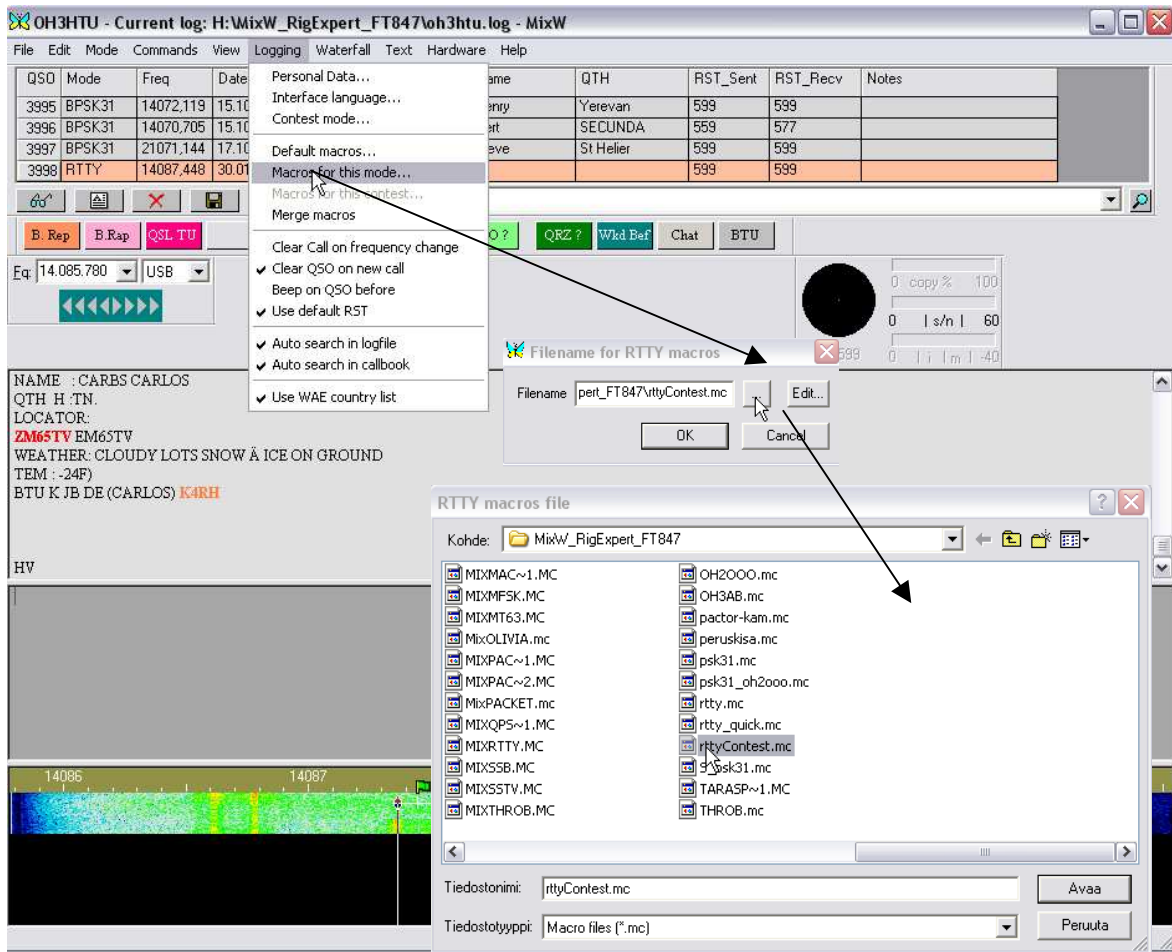 OH3HTU - Current log: H:\MixW_RigExpert_FT847\oh3htu.log - MixW
File Edit Mode Commands View Logging Waterfall Text Hardware Help
QSO Mode Freq Date ame QTH RST_Sent RST_Recv Notes
3995 BPSK31 14072,119 15.10 enry Yerevan 599 599
3996 BPSK31 14070,705 15.10 ert SECUNDA 559 577
3997 BPSK31 21071,144 17.10 eve St Helier 599 599
3998 RTTY 14087,448 30.01 599 599
Personal Data...
Interface language...
Contest mode...
Default macros...
Macros for this mode...
Macros for this contest...
Merge macros
Clear Call on frequency change
Clear QSO on new call
Beep on QSO before
Use default RST
Auto search in logfile
Auto search in callbook
Use WAE country list
B. Rep B.Rap QSL TU O ? QRZ ? Wkd Bef Chat BTU
Fq: 14.085.780 USB
0 copy % 100
0 | s/n | 60
599 0 | i | m | -40
NAME : CARBS CARLOS
QTH H :TN.
LOCATOR:
ZM65TV EM65TV
WEATHER: CLOUDY LOTS SNOW Ä ICE ON GROUND
TEM : -24F)
BTU K JB DE (CARLOS) K4RH
HV
Filename for RTTY macros
Filename pert_FT847\rttyContest.mc ... Edit...
OK Cancel
14086 14087
RTTY macros file
Kohde: MixW_RigExpert_FT847
MIXMAC~1.MC
MIXMFSK.MC
MIXMT63.MC
MixOLIVIA.mc
MIXPAC~1.MC
MIXPAC~2.MC
MixPACKET.mc
MIXQPS~1.MC
MIXRTTY.MC
MIXSSB.MC
MIXSSTV.MC
MIXTHROB.MC
OH2OOO.mc
OH3AB.mc
pactor-kam.mc
peruskisa.mc
psk31.mc
psk31_oh2ooo.mc
rtty.mc
rtty_quick.mc
rttyContest.mc
S_psk31.mc
TARASP~1.MC
THROB.mc
Tiedostonimi: rttyContest.mc Avaa
Tiedostotyyppi: Macro files (*.mc) Peruuta